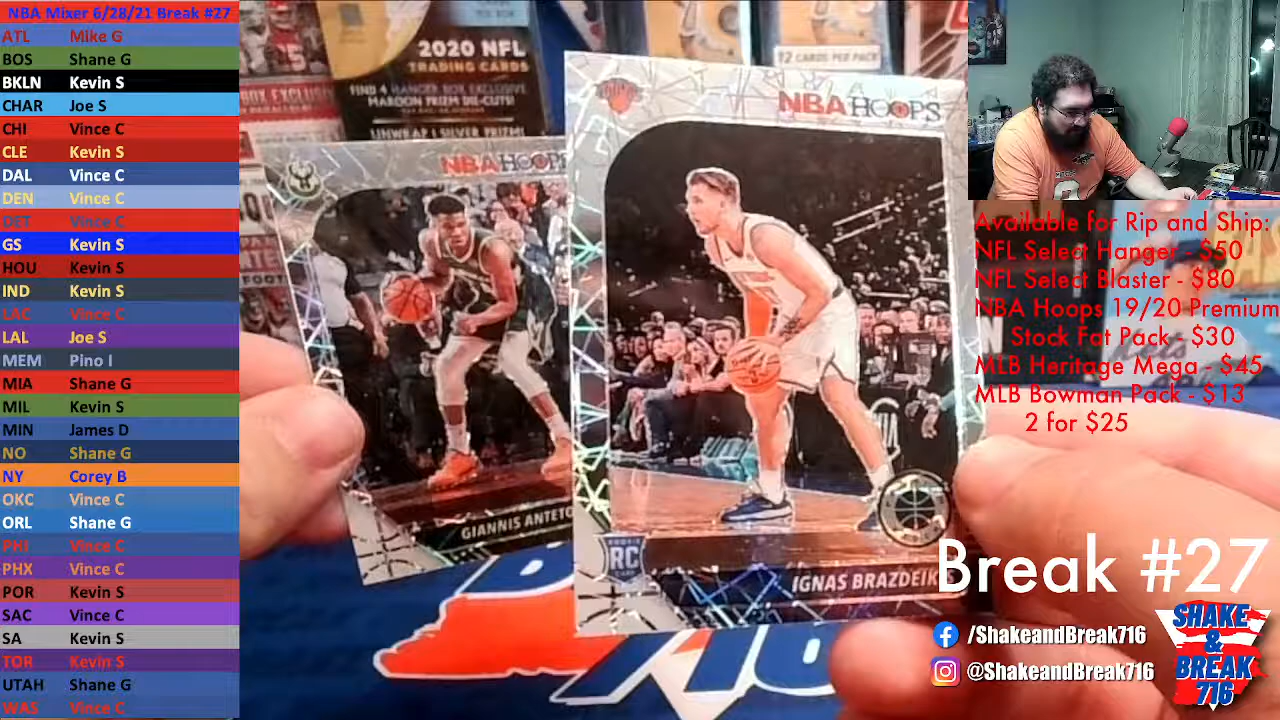 NBA Mixer 6/28/21 Break #27
ATL Mike G
BOS Shane G
BKLN Kevin S
CHAR Joe S
CHI Vince C
CLE Kevin S
DAL Vince C
DEN Vince C
DET Vince C
GS Kevin S
HOU Kevin S
IND Kevin S
LAC Vince C
LAL Joe S
MEM Pino I
MIA Shane G
MIL Kevin S
MIN James D
NO Shane G
NY Corey B
OKC Vince C
ORL Shane G
PHI Vince C
PHX Vince C
POR Kevin S
SAC Vince C
SA Kevin S
TOR Kevin S
UTAH Shane G
WAS Vince C
2020 NFL
TRADING CARDS
FIND 4 HANGER BOX EXCLUSIVE
MAROON PRIZM DIE-CUTS!
UNWRAP 1 SILVER PRIZM!
12 CARDS PER PACK
NBA HOOPS
GIANNIS ANTETO
NBA HOOPS
RC
IGNAS BRAZDEIK
Available for Rip and Ship:
NFL Select Hanger - $50
NFL Select Blaster - $80
NBA Hoops 19/20 Premium
Stock Fat Pack - $30
MLB Heritage Mega - $45
MLB Bowman Pack - $13
2 for $25
Break #27
/ShakeandBreak716
@ShakeandBreak716
SHAKE
&
BREAK
716